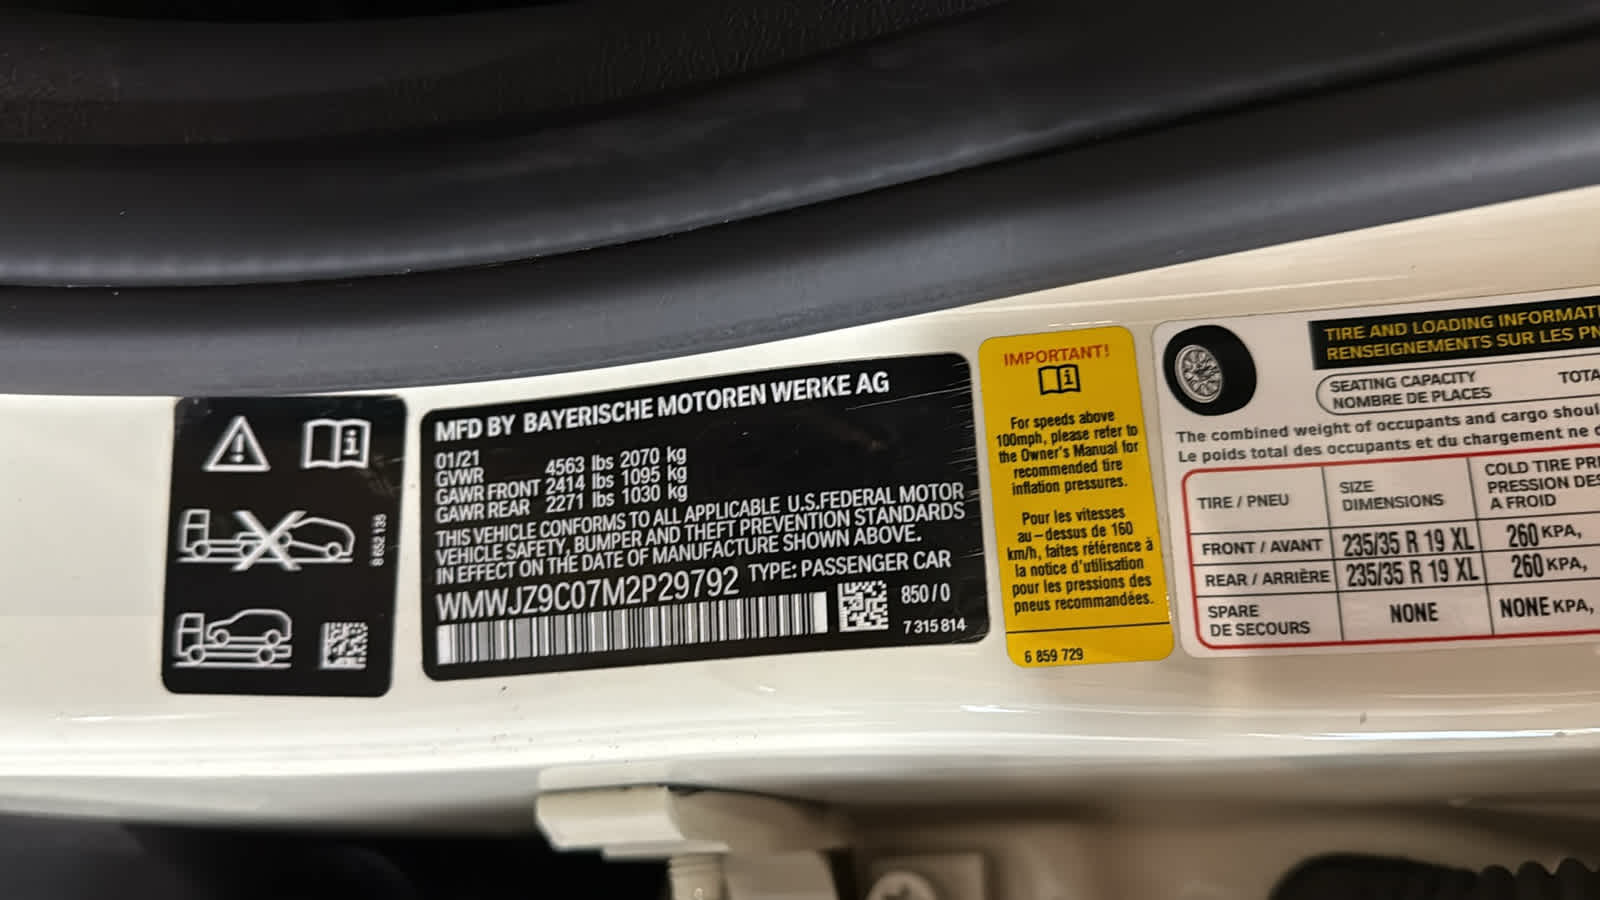 8 652 135
MFD BY BAYERISCHE MOTOREN WERKE AG
01/21
GVWR 4563 lbs 2070 kg
GAWR FRONT 2414 lbs 1095 kg
GAWR REAR 2271 lbs 1030 kg
THIS VEHICLE CONFORMS TO ALL APPLICABLE U.S.FEDERAL MOTOR
VEHICLE SAFETY, BUMPER AND THEFT PREVENTION STANDARDS
IN EFFECT ON THE DATE OF MANUFACTURE SHOWN ABOVE.
WMWJZ9C07M2P29792 TYPE: PASSENGER CAR
850/0
7 315 814
IMPORTANT!
For speeds above
100mph, please refer to
the Owner's Manual for
recommended tire
inflation pressures.
Pour les vitesses
au-dessus de 160
km/h, faites référence à
la notice d'utilisation
pour les pressions des
pneus recommandées.
6 859 729
TIRE AND LOADING
RENSEIGNEMENTS SUR LES
SEATING CAPACITY
NOMBRE DE PLACES
The combined weight of occupants and cargo
Le poids total des occupants et du chargement ne
TIRE / PNEU
SIZE
DIMENSIONS
COLD TIRE
PRESSION
A FROID
FRONT / AVANT 235/35 R 19 XL 260 KPA,
REAR / ARRIÈRE 235/35 R 19 XL 260 KPA,
SPARE
DE SECOURS NONE NONE KPA,